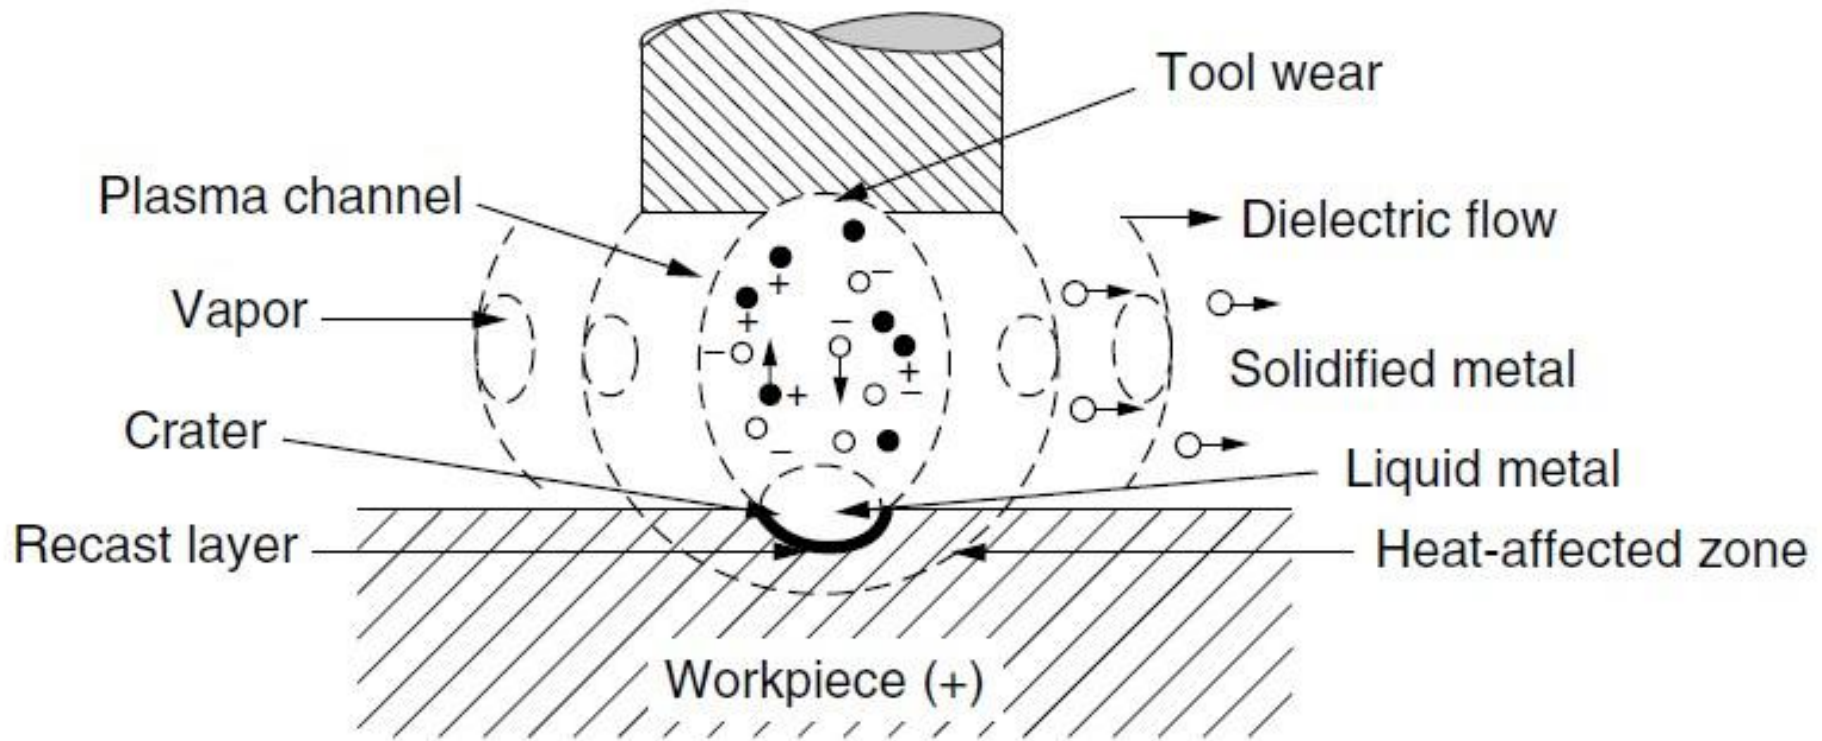 Tool wear
Plasma channel
Dielectric flow
Vapor
Solidified metal
Crater
Liquid metal
Recast layer
Heat-affected zone
Workpiece (+)
+
+
+
+
−
−
−
−
−